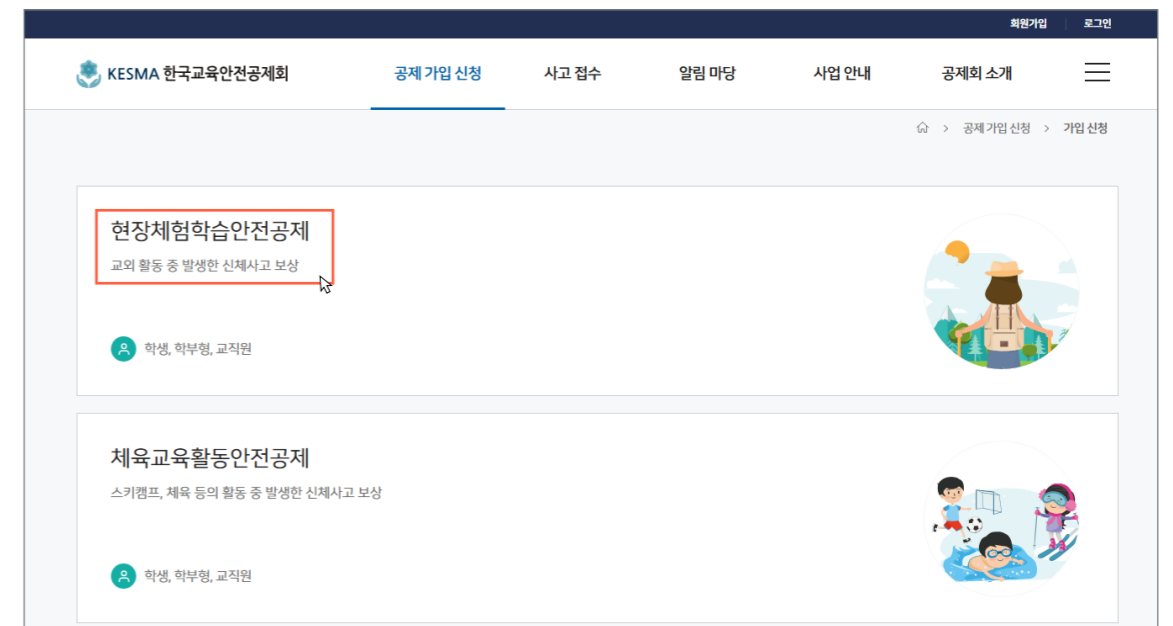 회원가입 로그인
KESMA 한국교육안전공제회 공제 가입 신청 사고 접수 알림 마당 사업 안내 공제회 소개
> 공제 가입 신청 > 가입 신청
현장체험학습안전공제
교외 활동 중 발생한 신체사고 보상
학생, 학부형, 교직원
체육교육활동안전공제
스키캠프, 체육 등의 활동 중 발생한 신체사고 보상
학생, 학부형, 교직원